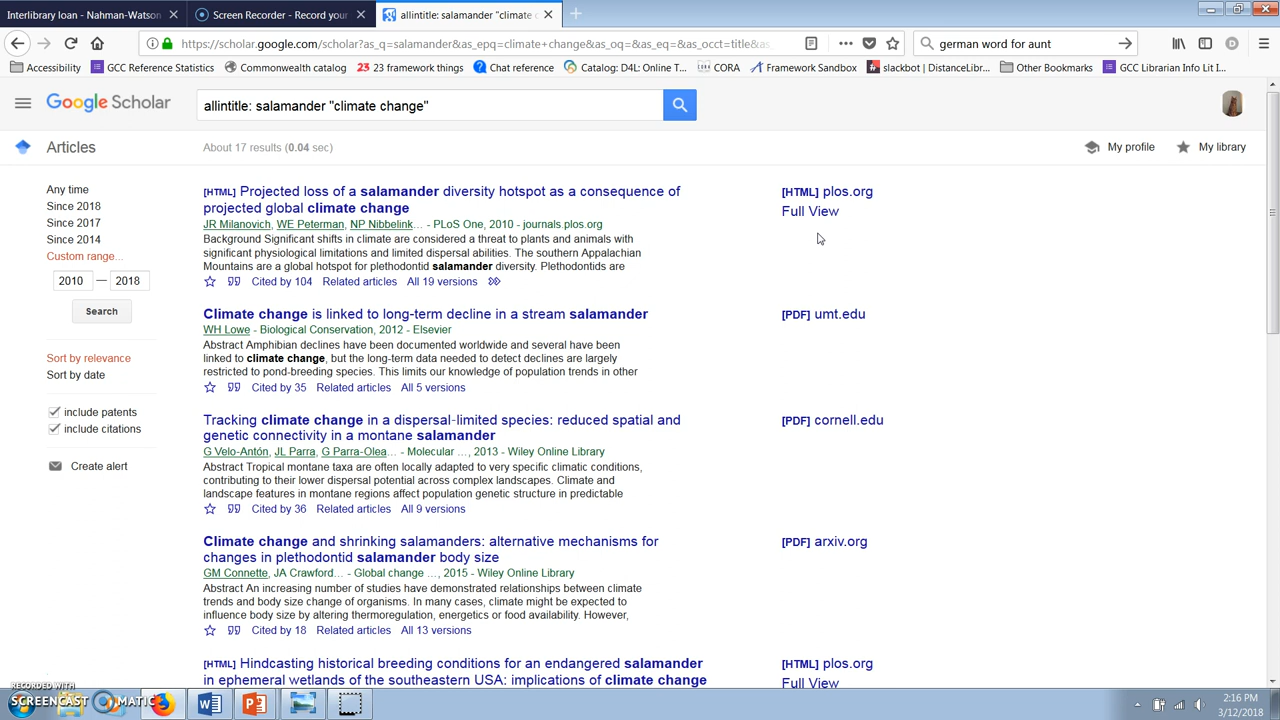 Interlibrary loan - Nahman-Watson
Screen Recorder - Record your
allintitle: salamander "climate ch
https://scholar.google.com/scholar?as_q=salamander&as_epq=climate+change&as_oq=&as_eq=&as_occt=title&as_
german word for aunt
Accessibility
GCC Reference Statistics
Commonwealth catalog
23 framework things
Chat reference
Catalog: D4L: Online T...
CORA
Framework Sandbox
slackbot | DistanceLibr...
Other Bookmarks
GCC Librarian Info Lit I...
Google Scholar
allintitle: salamander "climate change"
Articles
About 17 results (0.04 sec)
My profile
My library
Any time
Since 2018
Since 2017
Since 2014
Custom range...
2010 — 2018
Search
Sort by relevance
Sort by date
include patents
include citations
Create alert
[HTML] Projected loss of a salamander diversity hotspot as a consequence of
projected global climate change
JR Milanovich, WE Peterman, NP Nibbelink… - PLoS One, 2010 - journals.plos.org
Background Significant shifts in climate are considered a threat to plants and animals with
significant physiological limitations and limited dispersal abilities. The southern Appalachian
Mountains are a global hotspot for plethodontid salamander diversity. Plethodontids are
Cited by 104 Related articles All 19 versions
[HTML] plos.org
Full View
Climate change is linked to long-term decline in a stream salamander
WH Lowe - Biological Conservation, 2012 - Elsevier
Abstract Amphibian declines have been documented worldwide and several have been
linked to climate change, but the long-term data needed to detect declines are largely
restricted to pond-breeding species. This limits our knowledge of population trends in other
Cited by 35 Related articles All 5 versions
[PDF] umt.edu
Tracking climate change in a dispersal-limited species: reduced spatial and
genetic connectivity in a montane salamander
G Velo-Antón, JL Parra, G Parra-Olea… - Molecular …, 2013 - Wiley Online Library
Abstract Tropical montane taxa are often locally adapted to very specific climatic conditions,
contributing to their lower dispersal potential across complex landscapes. Climate and
landscape features in montane regions affect population genetic structure in predictable
Cited by 36 Related articles All 9 versions
[PDF] cornell.edu
Climate change and shrinking salamanders: alternative mechanisms for
changes in plethodontid salamander body size
GM Connette, JA Crawford… - Global change …, 2015 - Wiley Online Library
Abstract An increasing number of studies have demonstrated relationships between climate
trends and body size change of organisms. In many cases, climate might be expected to
influence body size by altering thermoregulation, energetics or food availability. However,
Cited by 18 Related articles All 13 versions
[PDF] arxiv.org
[HTML] Hindcasting historical breeding conditions for an endangered salamander
in ephemeral wetlands of the southeastern USA: implications of climate change
[HTML] plos.org
Full View
RECORDED WITH
SCREENCAST MATIC
2:16 PM
3/12/2018